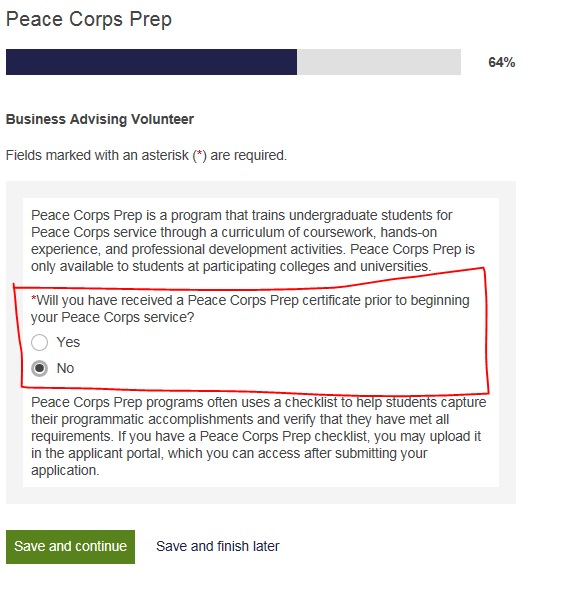 Peace Corps Prep
64%
Business Advising Volunteer
Fields marked with an asterisk (*) are required.
Peace Corps Prep is a program that trains undergraduate students for
Peace Corps service through a curriculum of coursework, hands-on
experience, and professional development activities. Peace Corps Prep is
only available to students at participating colleges and universities.
*Will you have received a Peace Corps Prep certificate prior to beginning
your Peace Corps service?
Yes
No
Peace Corps Prep programs often uses a checklist to help students capture
their programmatic accomplishments and verify that they have met all
requirements. If you have a Peace Corps Prep checklist, you may upload it
in the applicant portal, which you can access after submitting your
application.
Save and continue Save and finish later